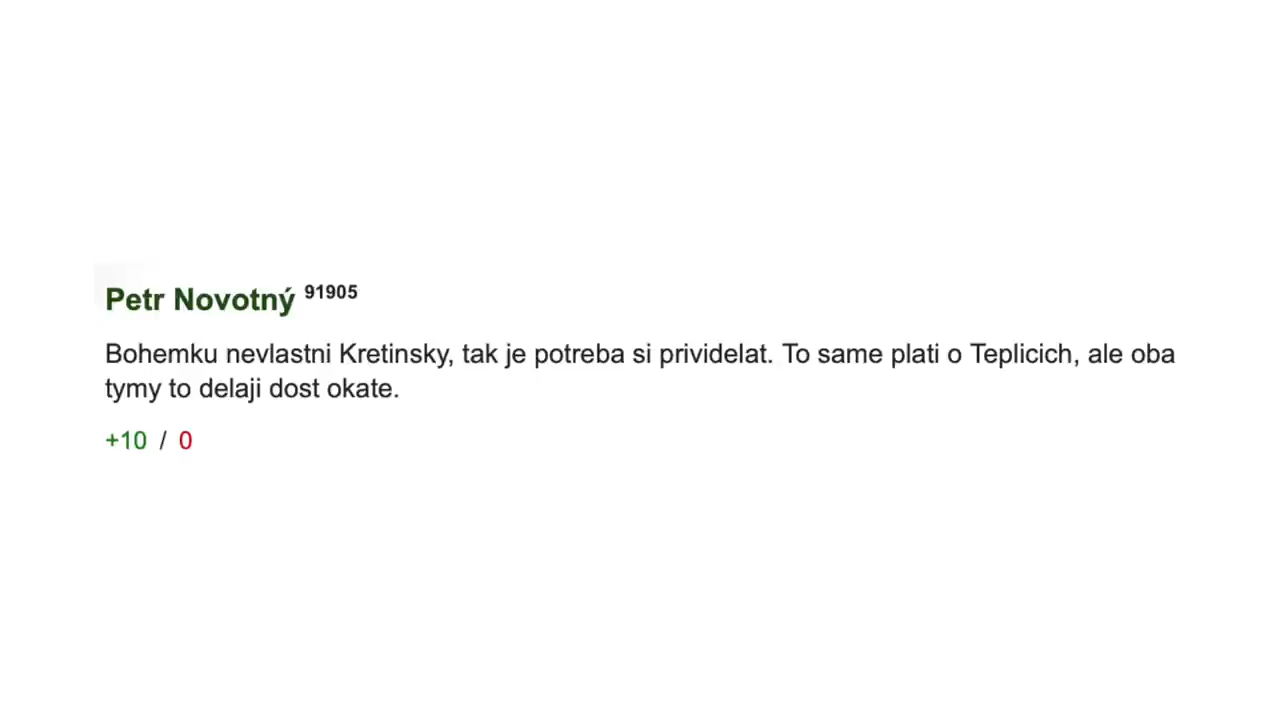 Petr Novotný 91905
Bohemku nevlastni Kretinsky, tak je potreba si prividelat. To same plati o Teplicich, ale oba
tymy to delaji dost okate.
+10 / 0